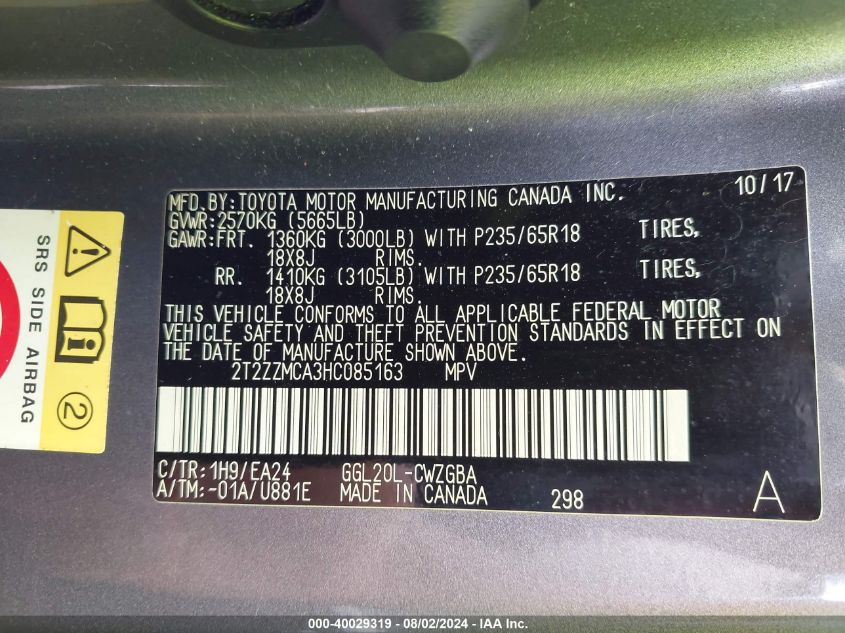 MFD.BY:TOYOTA MOTOR MANUFACTURING CANADA INC. 10/17
GVWR:2570KG (5665LB)
GAWR:FRT. 1360KG (3000LB) WITH P235/65R18 TIRES,
18X8J RIMS.
RR. 1410KG (3105LB) WITH P235/65R18 TIRES,
18X8J RIMS.
THIS VEHICLE CONFORMS TO ALL APPLICABLE FEDERAL MOTOR
VEHICLE SAFETY AND THEFT PREVENTION STANDARDS IN EFFECT ON
THE DATE OF MANUFACTURE SHOWN ABOVE.
2T2ZZMCA3HC085163 MPV
C/TR:1H9/EA24 GGL20L-CWZGBA
A/TM:-01A/U881E MADE IN CANADA 298 A
SRS SIDE AIRBAG
2
000-40029319 - 08/02/2024 - IAA Inc.